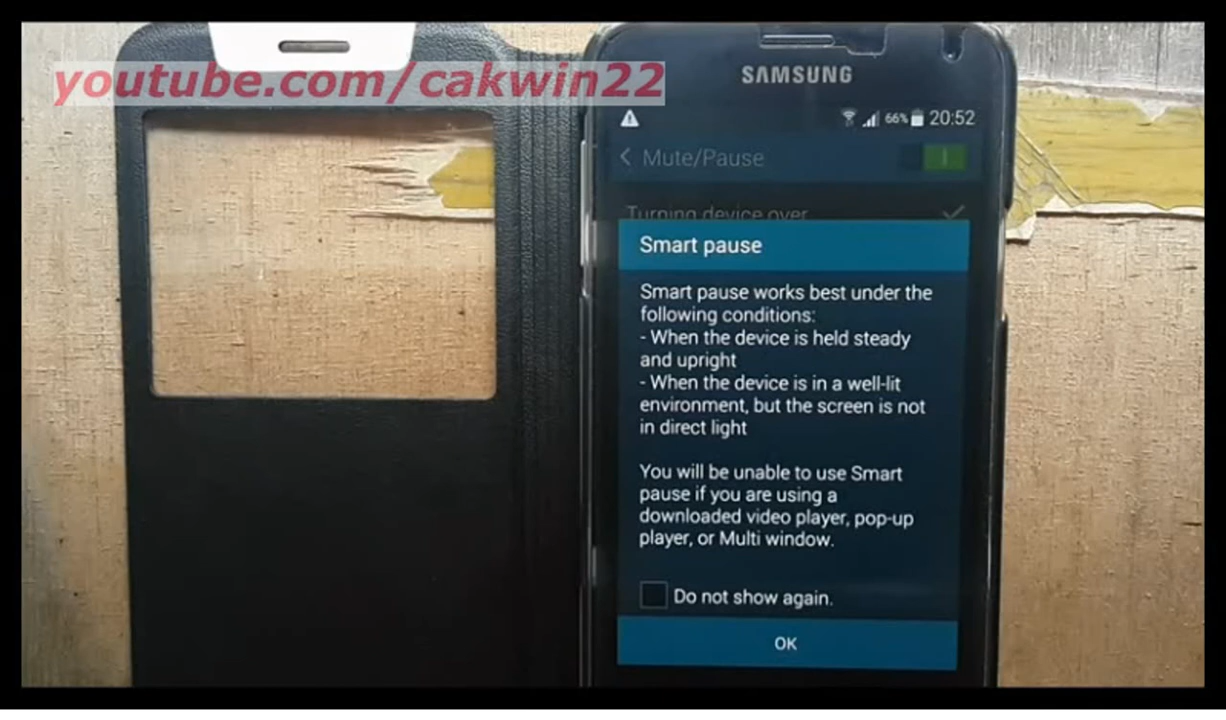 youtube.com/cakwin22
SAMSUNG
66% 20:52
Mute/Pause
Turning device over
Smart pause
Smart pause works best under the
following conditions:
- When the device is held steady
and upright
- When the device is in a well-lit
environment, but the screen is not
in direct light
You will be unable to use Smart
pause if you are using a
downloaded video player, pop-up
player, or Multi window.
Do not show again.
OK